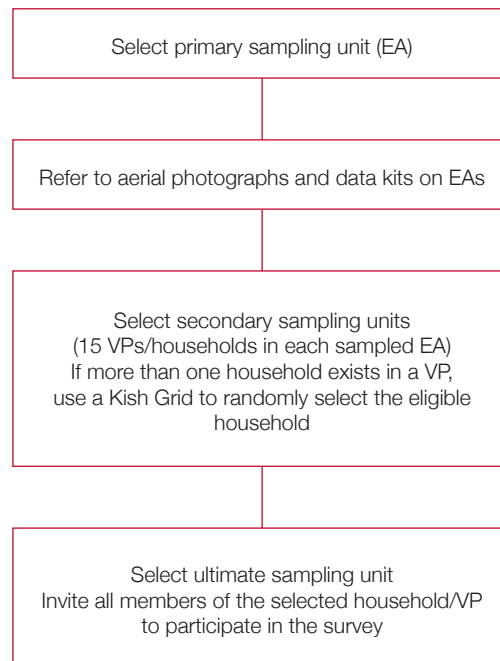 Select primary sampling unit (EA)
Refer to aerial photographs and data kits on EAs
Select secondary sampling units
(15 VPs/households in each sampled EA)
If more than one household exists in a VP,
use a Kish Grid to randomly select the eligible
household
Select ultimate sampling unit
Invite all members of the selected household/VP
to participate in the survey